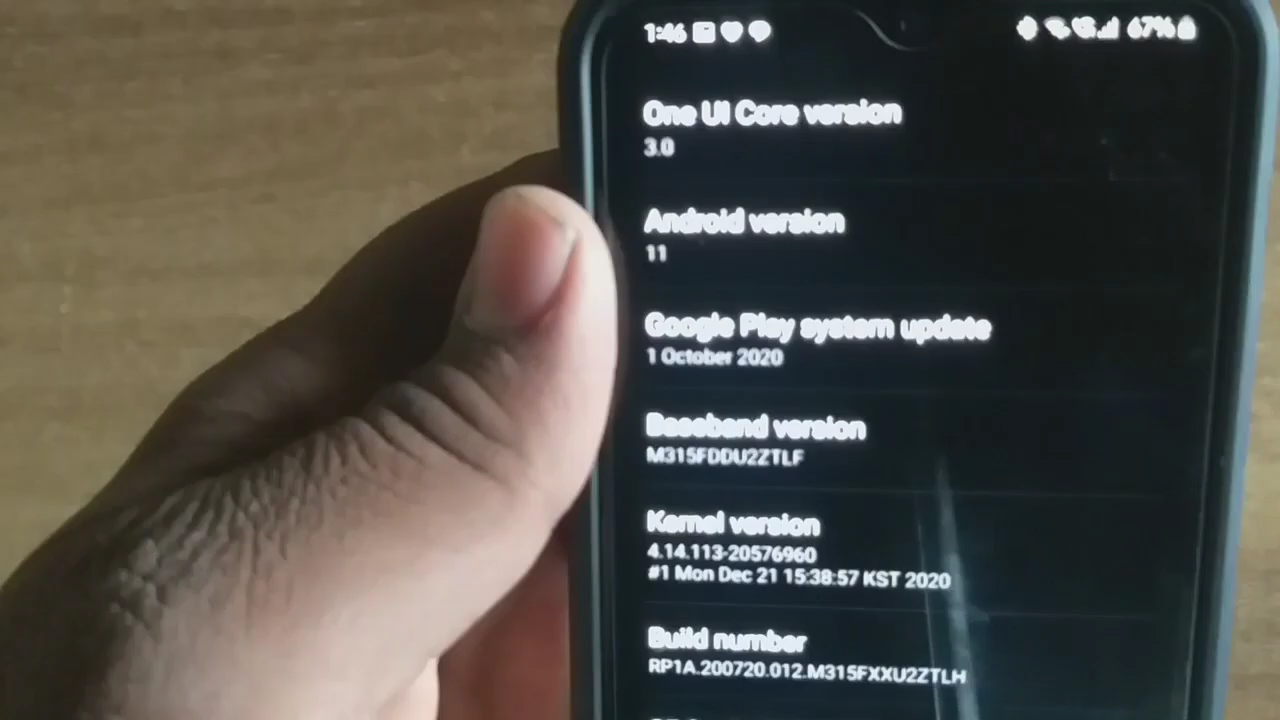 1:46 67%
One UI Core version
3.0
Android version
11
Google Play system update
1 October 2020
Baseband version
M315FDDU2ZTLF
Kernel version
4.14.113-20576960
#1 Mon Dec 21 15:38:57 KST 2020
Build number
RP1A.200720.012.M315FXXU2ZTLH